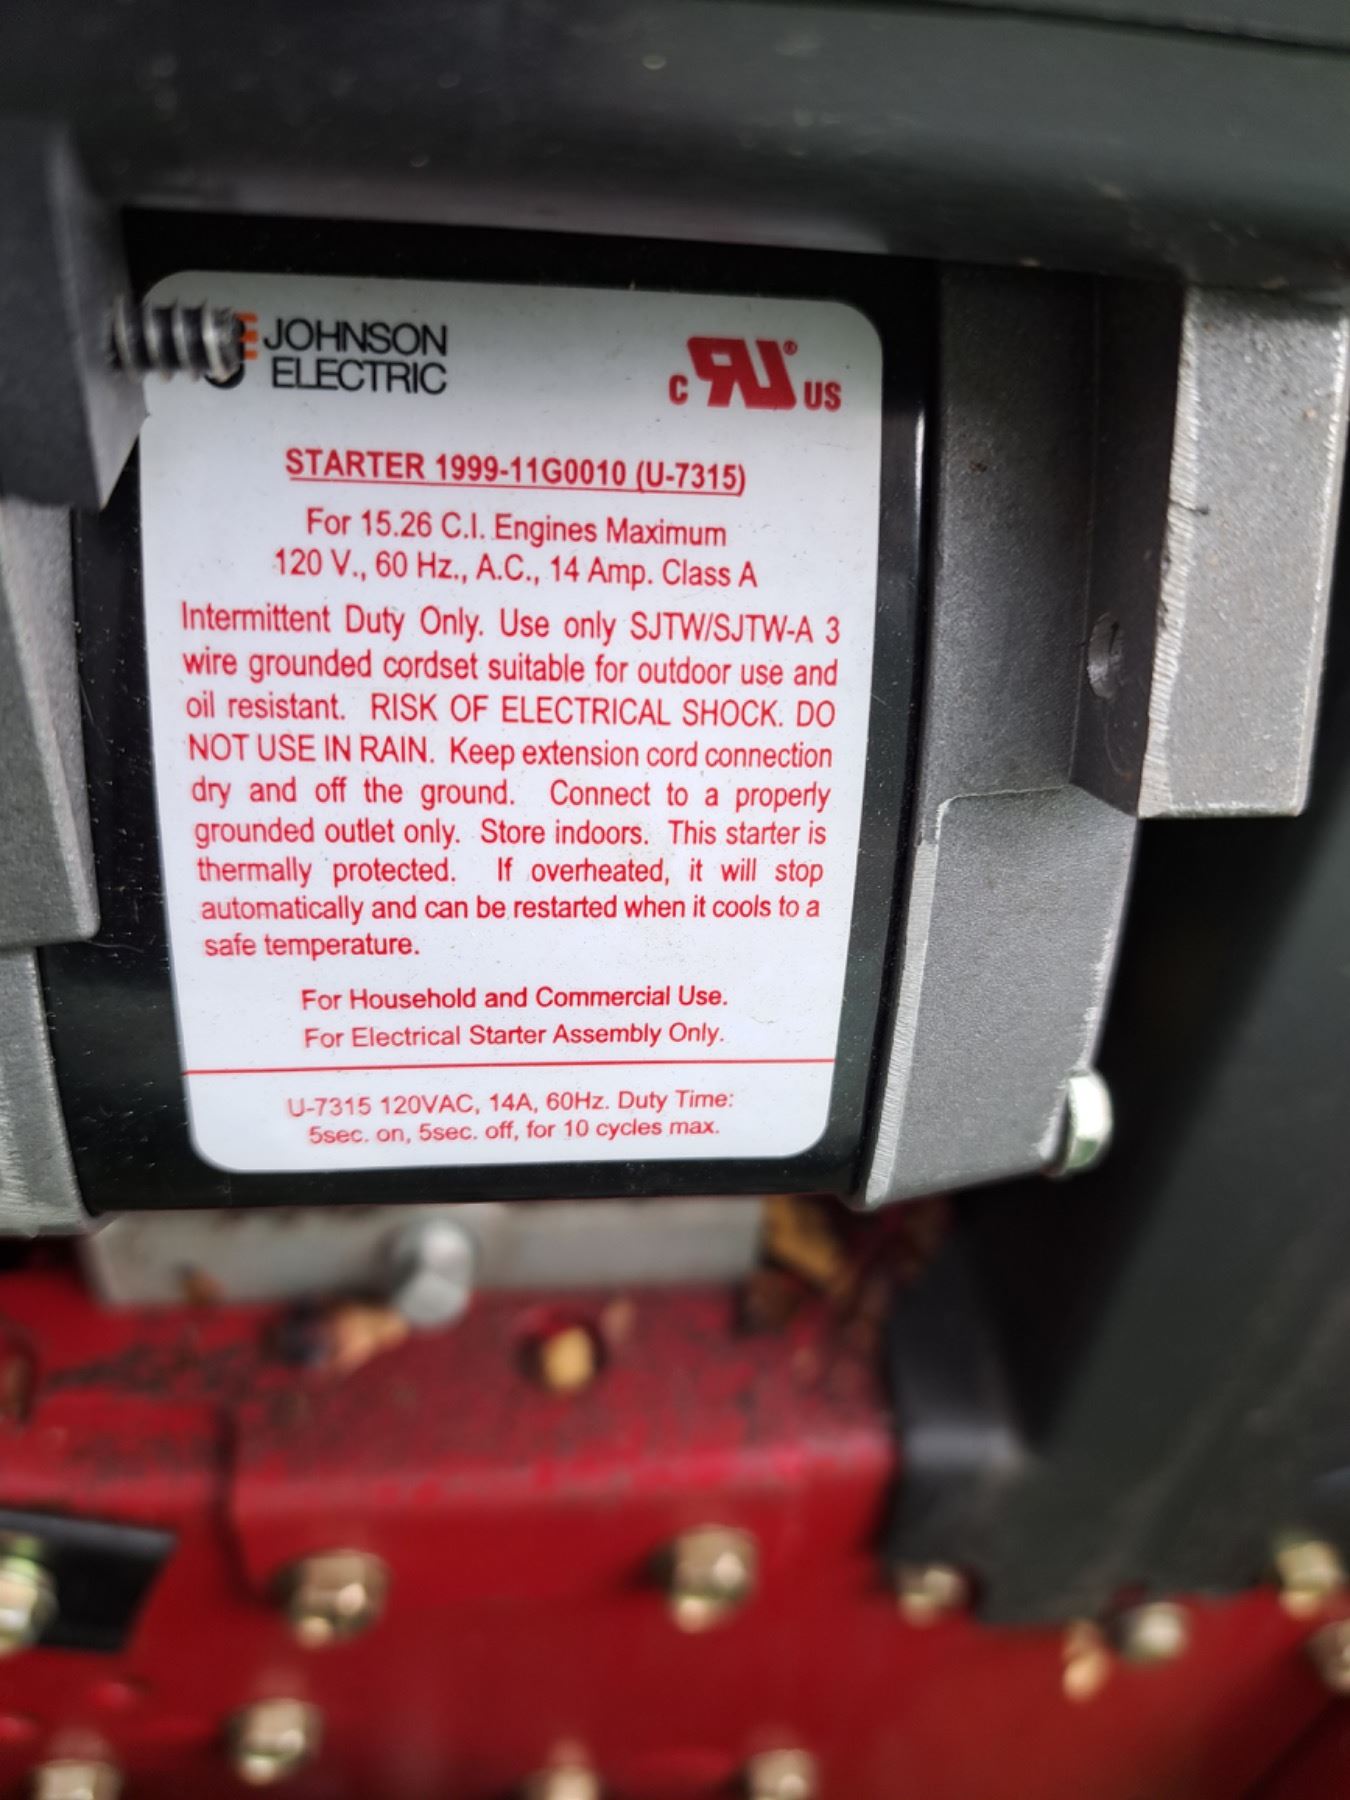 JOHNSON
ELECTRIC
C RU® US
STARTER 1999-11G0010 (U-7315)
For 15.26 C.I. Engines Maximum
120 V., 60 Hz., A.C., 14 Amp. Class A
Intermittent Duty Only. Use only SJTW/SJTW-A 3
wire grounded cordset suitable for outdoor use and
oil resistant. RISK OF ELECTRICAL SHOCK. DO
NOT USE IN RAIN. Keep extension cord connection
dry and off the ground. Connect to a properly
grounded outlet only. Store indoors. This starter is
thermally protected. If overheated, it will stop
automatically and can be restarted when it cools to a
safe temperature.
For Household and Commercial Use.
For Electrical Starter Assembly Only.
U-7315 120VAC, 14A, 60Hz. Duty Time:
5sec. on, 5sec. off, for 10 cycles max.